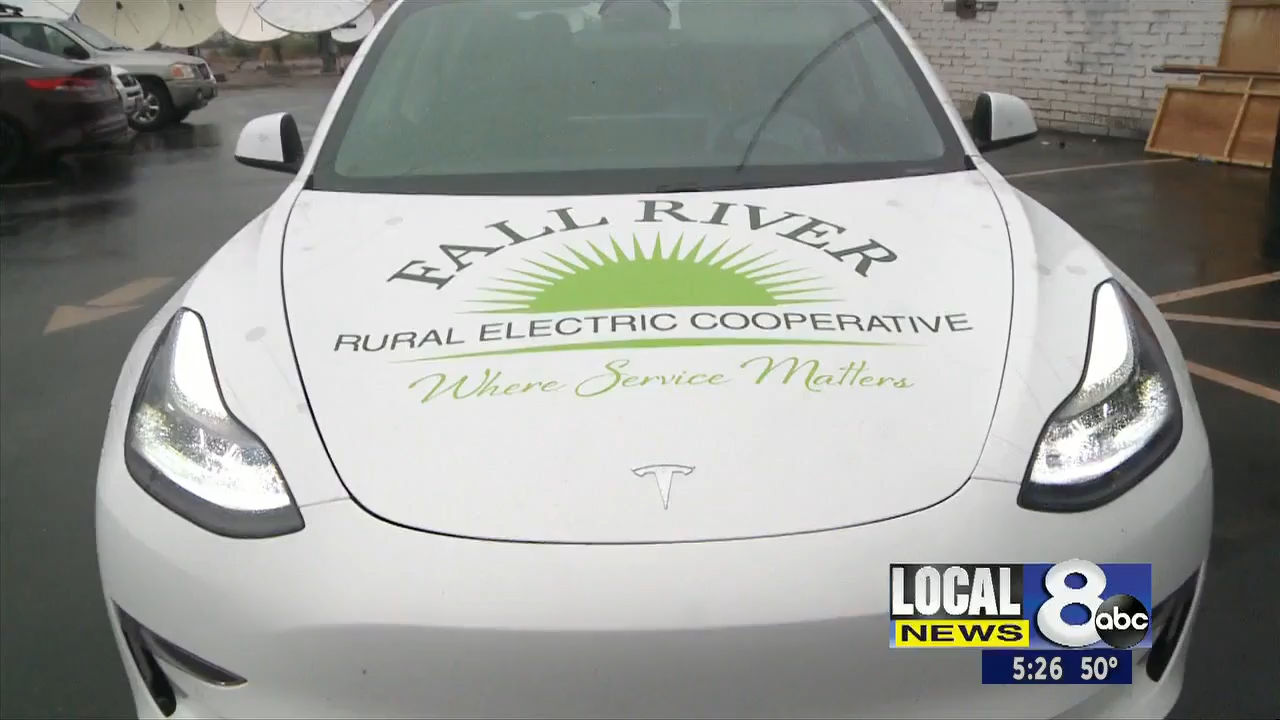 FALL RIVER
RURAL ELECTRIC COOPERATIVE
Where Service Matters
LOCAL 8 abc
NEWS
5:26 50°